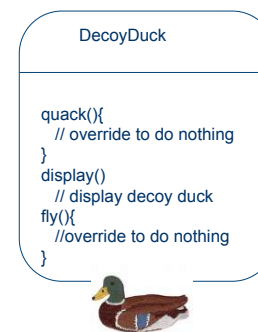 DecoyDuck
quack(){
// override to do nothing
}
display()
// display decoy duck
fly(){
//override to do nothing
}